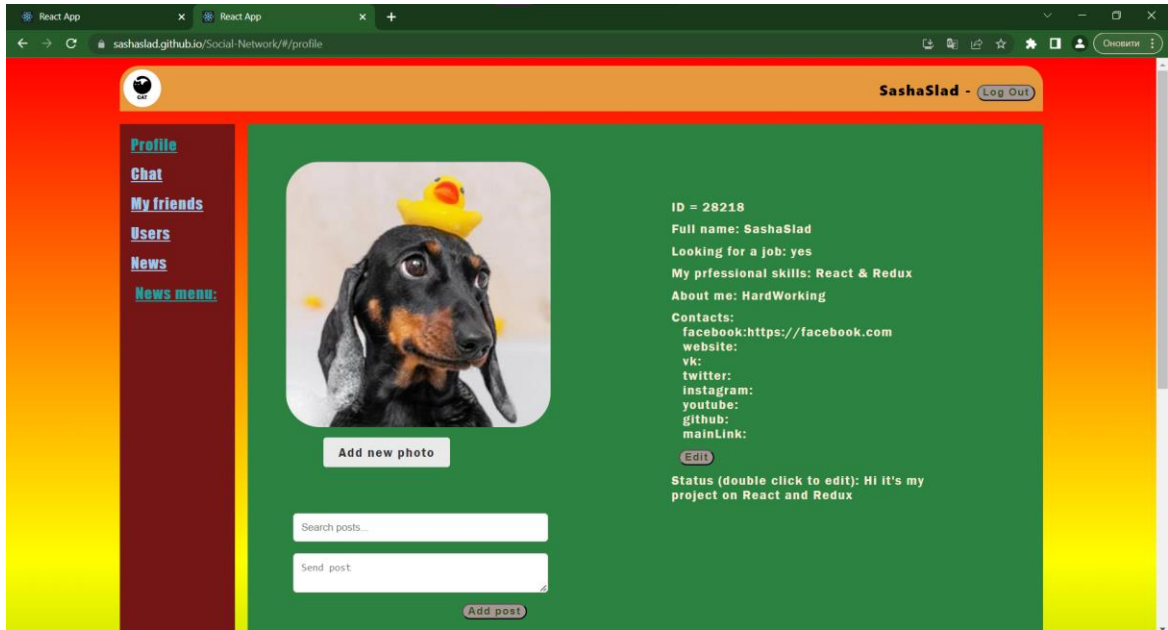 React App
React App
sashaslad.github.io/Social-Network/#/profile
Оновити
CAT
SashaSlad - Log Out
Profile
Chat
My friends
Users
News
News menu:
Add new photo
Search posts...
Send post
Add post
ID = 28218
Full name: SashaSlad
Looking for a job: yes
My prfessional skills: React & Redux
About me: HardWorking
Contacts:
facebook:https://facebook.com
website:
vk:
twitter:
instagram:
youtube:
github:
mainLink:
Edit
Status (double click to edit): Hi it's my
project on React and Redux